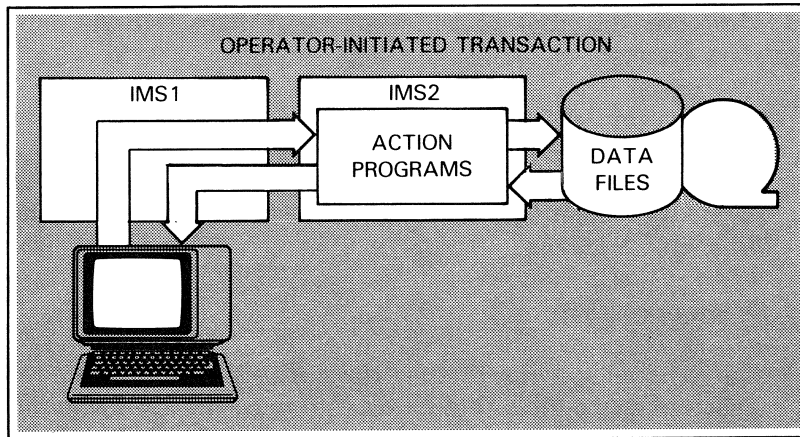 OPERATOR-INITIATED TRANSACTION
IMS1
IMS2
ACTION
PROGRAMS
DATA
FILES